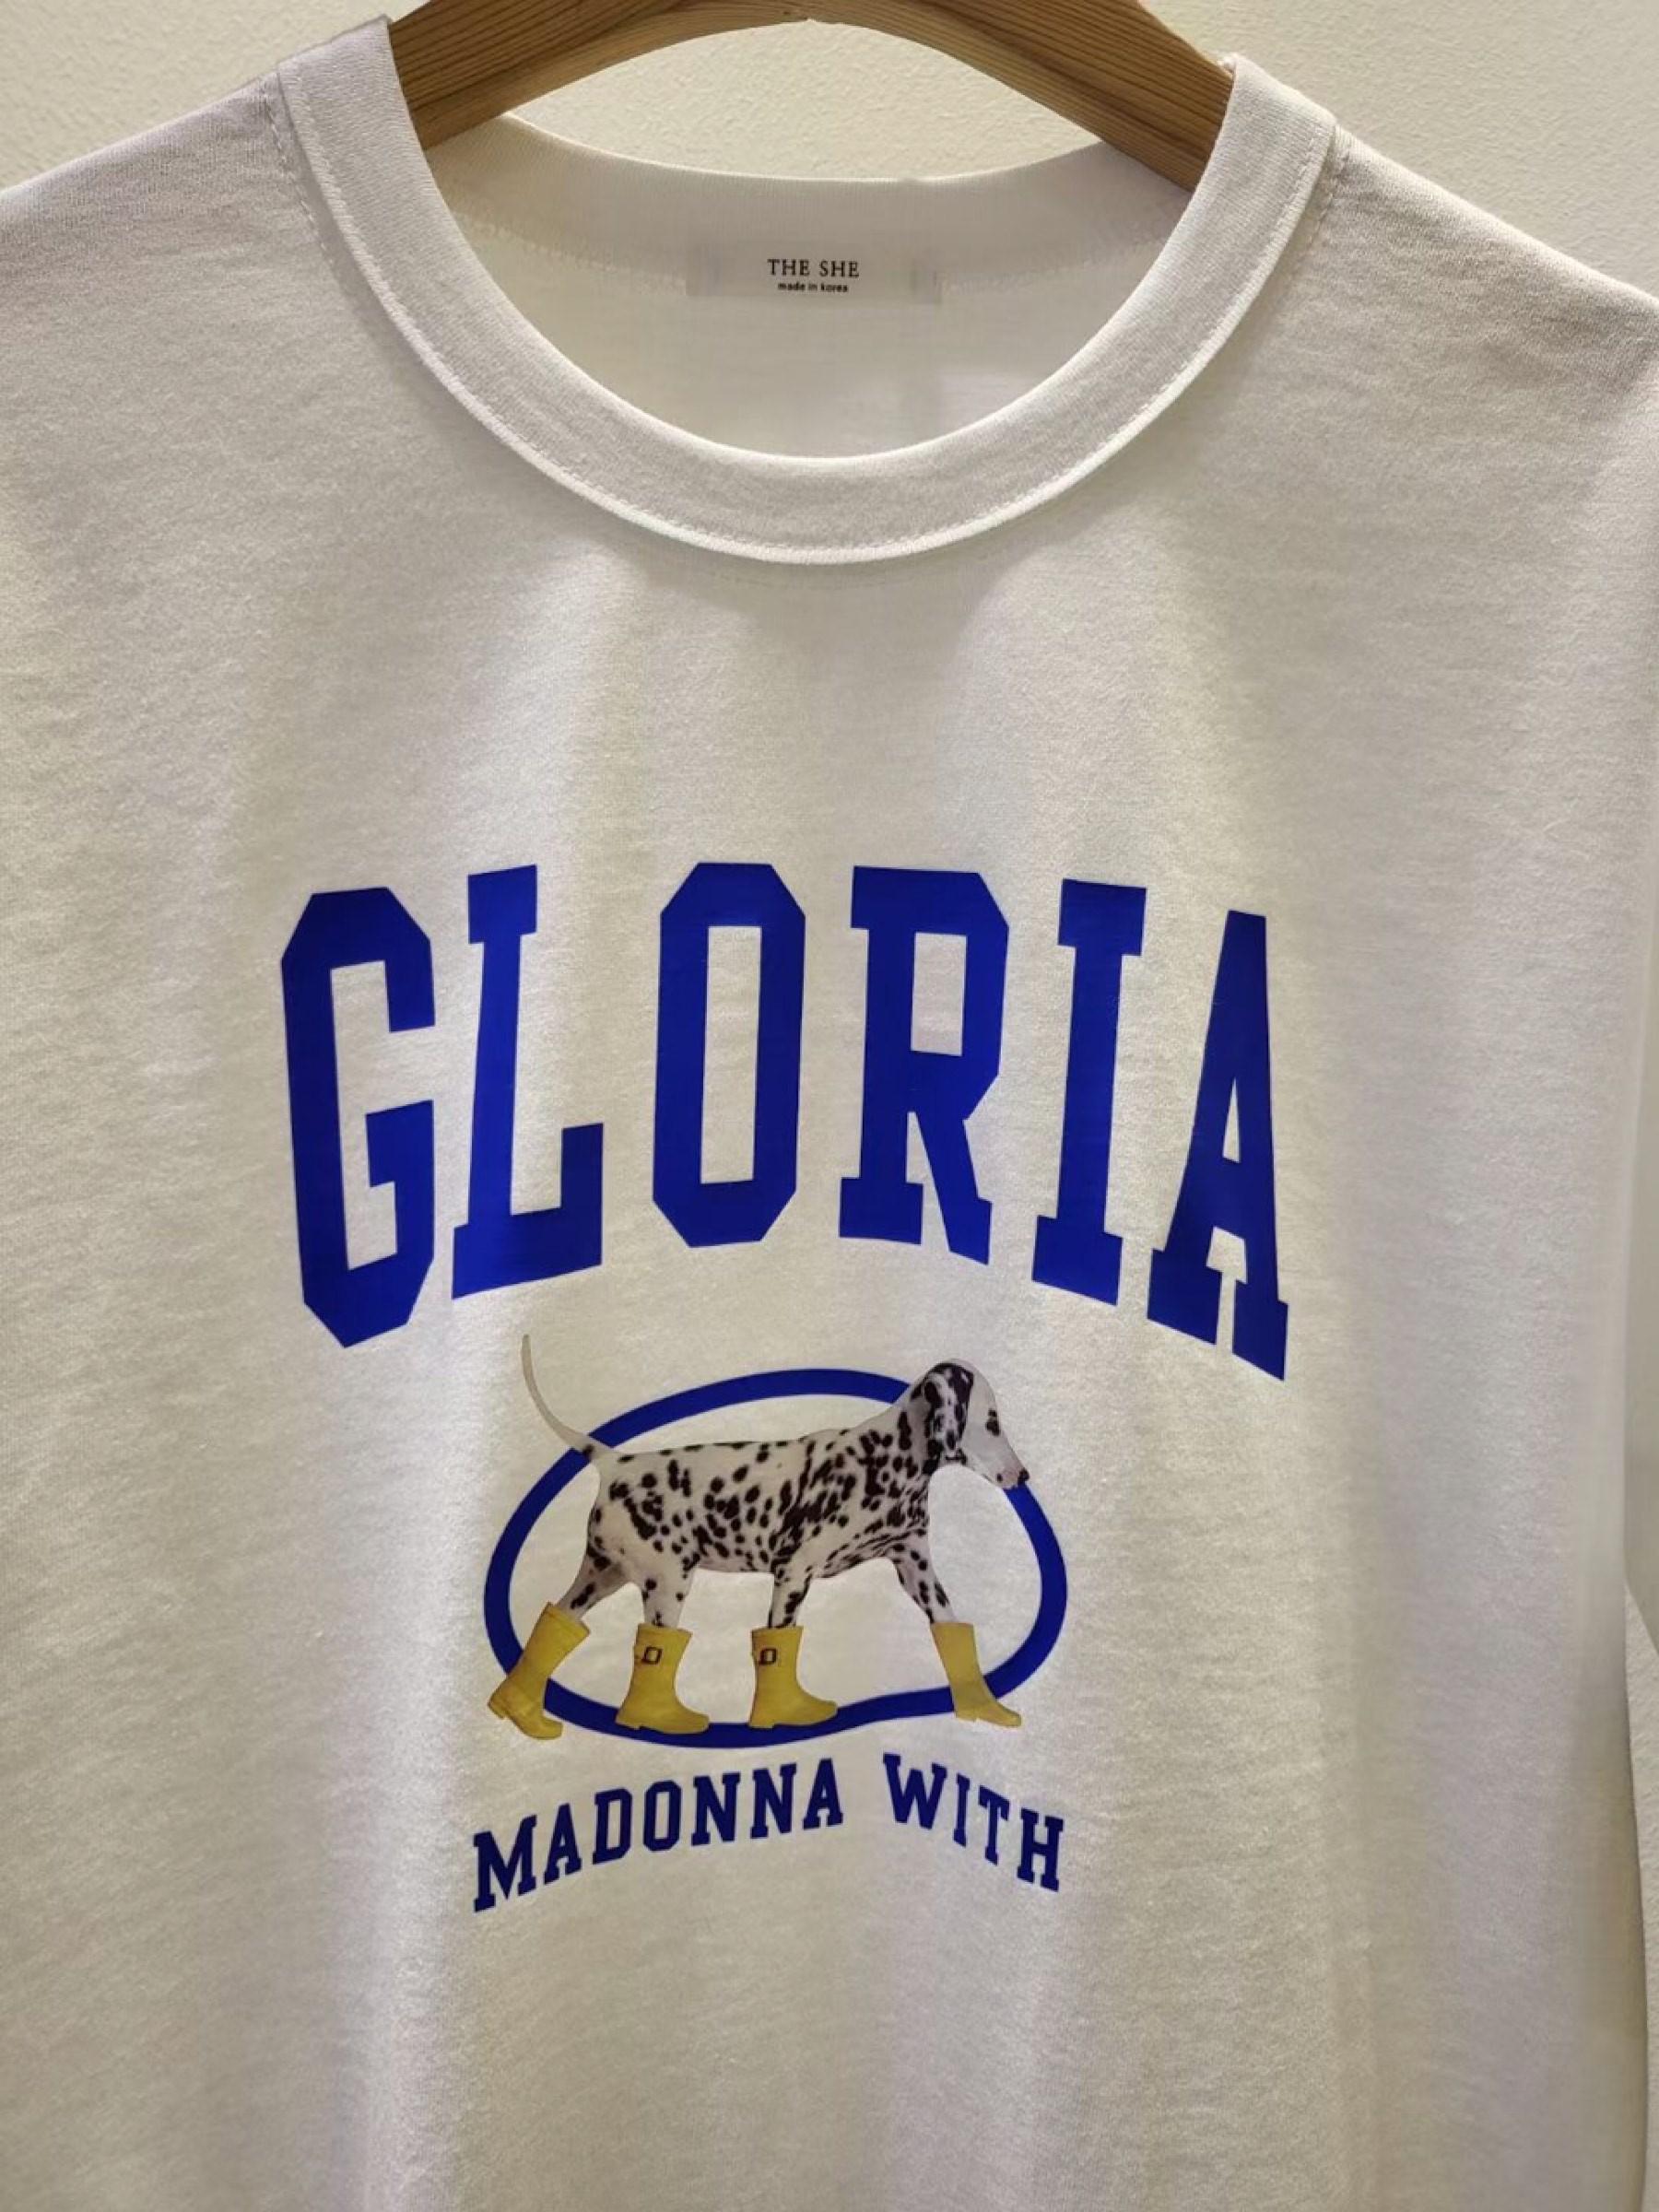 THE SHE
made in korea
GLORIA
MADONNA WITH